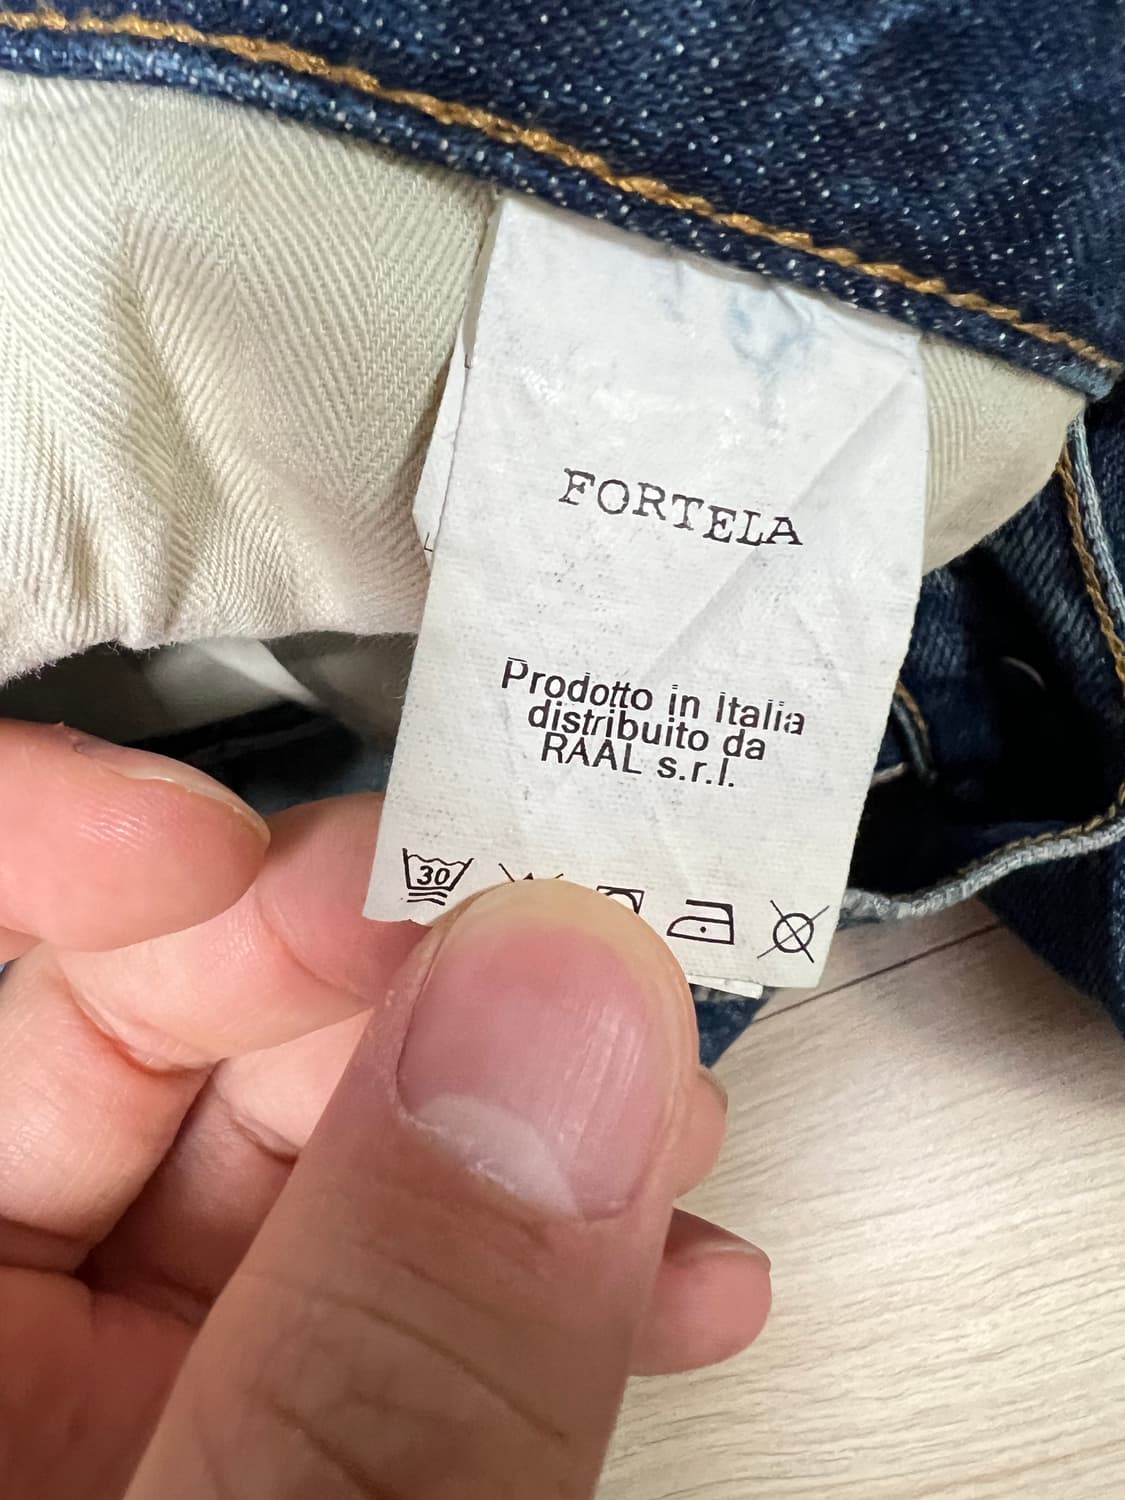 FORTELA
Prodotto in Italia
distribuito da
RAAL s.r.l.
30